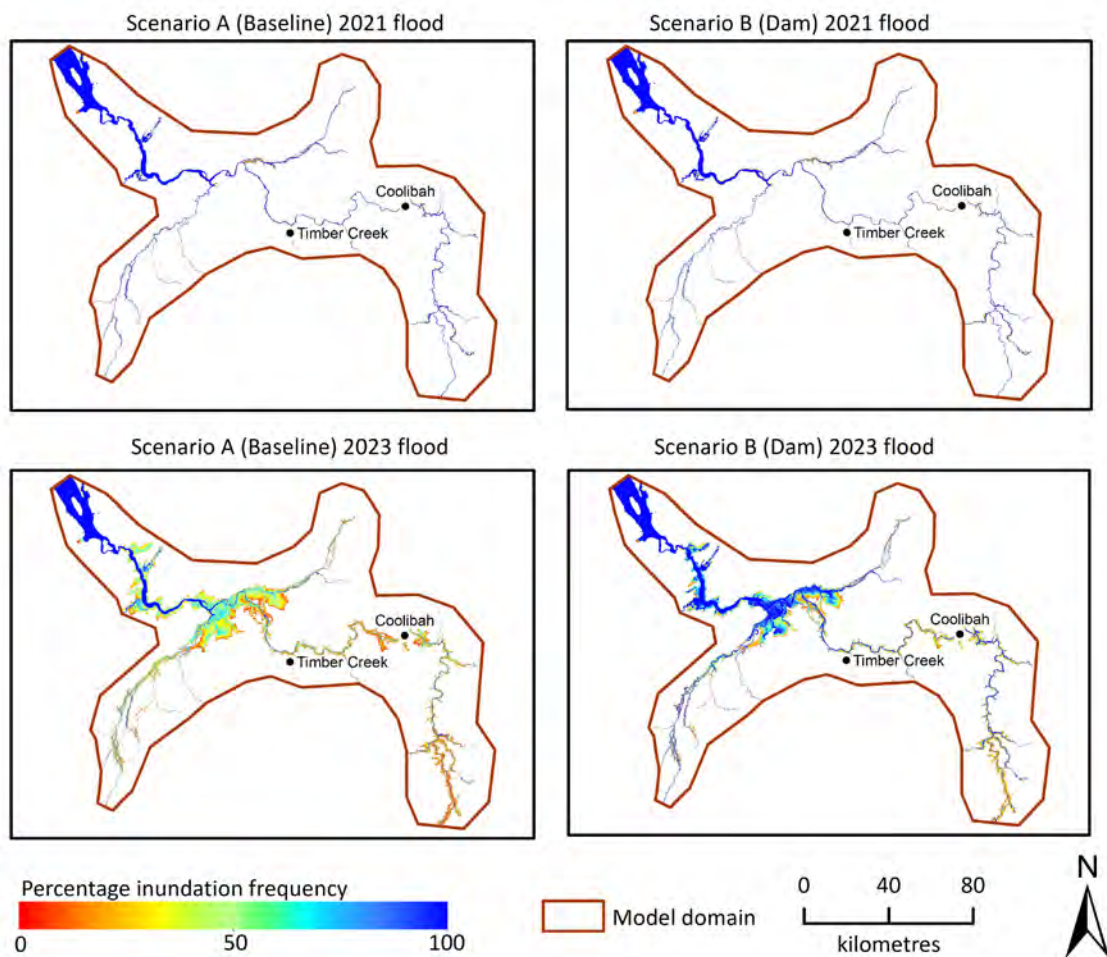 Scenario A (Baseline) 2021 flood
Scenario B (Dam) 2021 flood
Coolibah
Timber Creek
Coolibah
Timber Creek
Scenario A (Baseline) 2023 flood
Scenario B (Dam) 2023 flood
Coolibah
Timber Creek
Coolibah
Timber Creek
Percentage inundation frequency
0 50 100
Model domain
0 40 80
kilometres
N